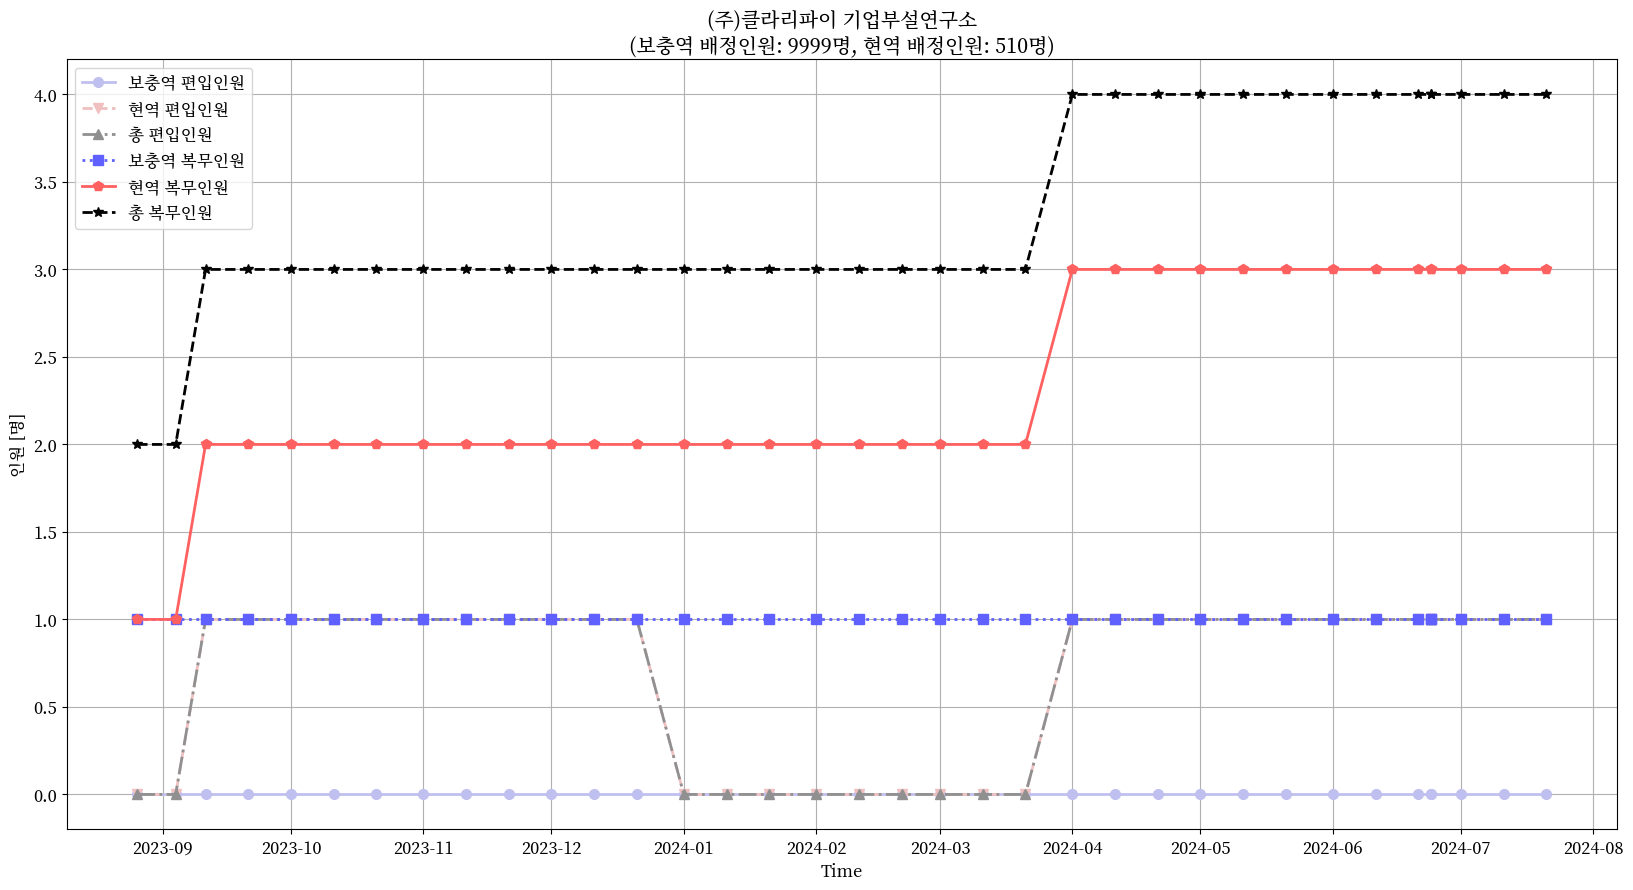 (주)클라리파이 기업부설연구소
(보충역 배정인원: 9999명, 현역 배정인원: 510명)
보충역 편입인원
현역 편입인원
총 편입인원
보충역 복무인원
현역 복무인원
총 복무인원
4.0
3.5
3.0
2.5
2.0
1.5
1.0
0.5
0.0
인원 [명]
2023-09 2023-10 2023-11 2023-12 2024-01 2024-02 2024-03 2024-04 2024-05 2024-06 2024-07 2024-08
Time